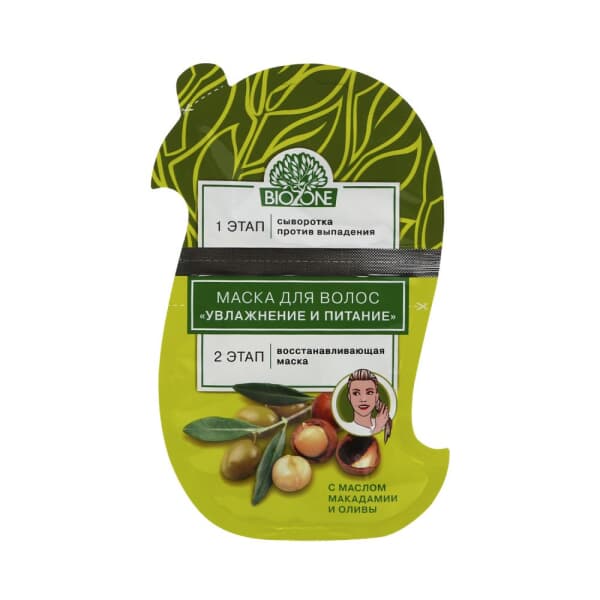 BIOZONE
1 ЭТАП
сыворотка
против выпадения
МАСКА ДЛЯ ВОЛОС
«УВЛАЖНЕНИЕ И ПИТАНИЕ»
2 ЭТАП
восстанавливающая
маска
С МАСЛОМ
МАКАДАМИИ
И ОЛИВЫ